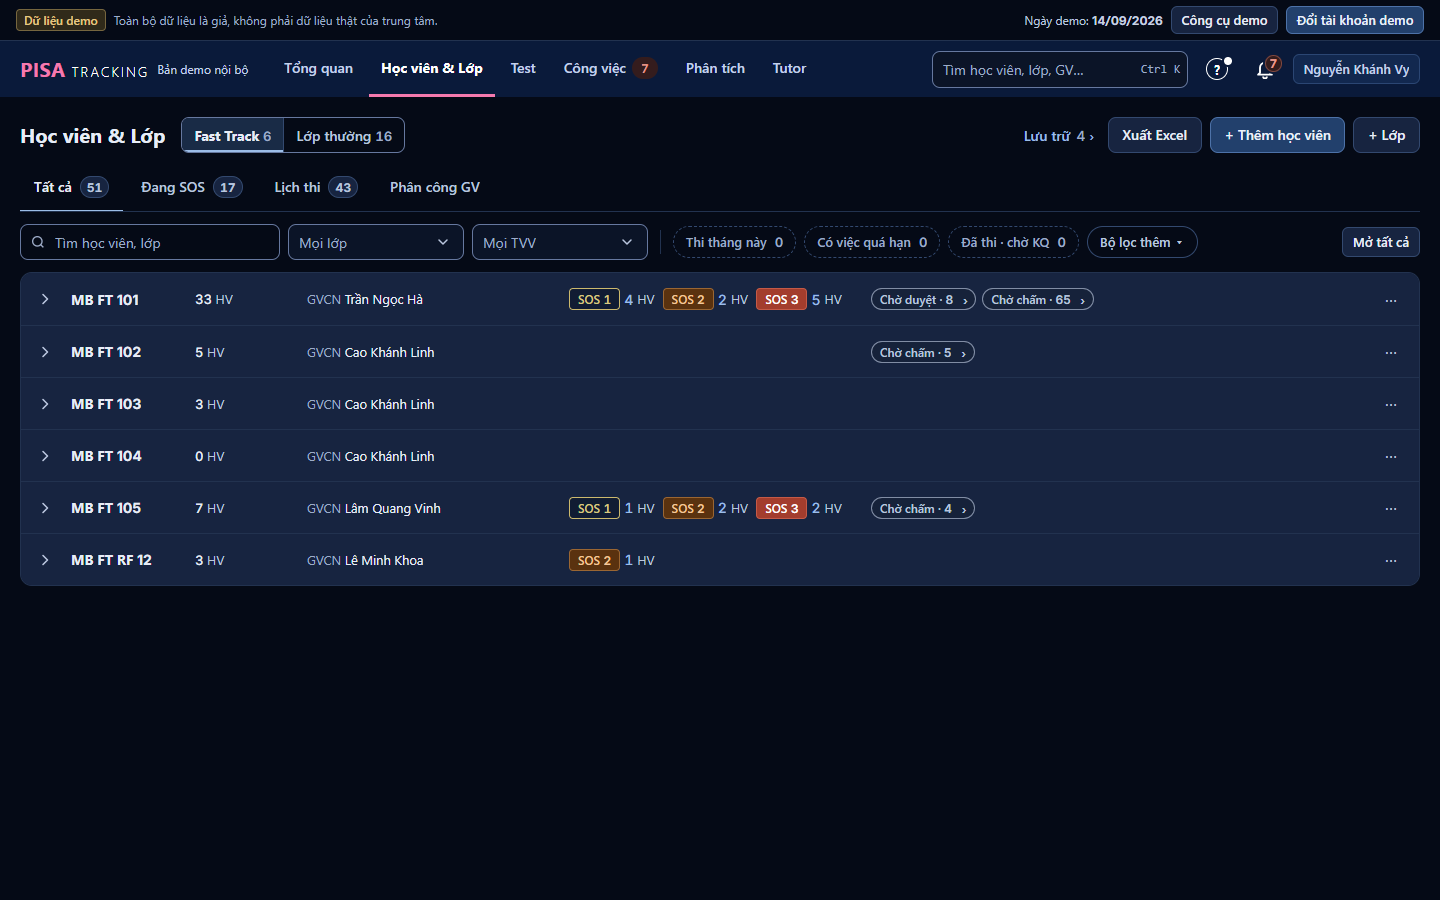 Dữ liệu demo Toàn bộ dữ liệu là giả, không phải dữ liệu thật của trung tâm. Ngày demo: 14/09/2026 Công cụ demo Đổi tài khoản demo
PISA TRACKING Bản demo nội bộ Tổng quan Học viên & Lớp Test Công việc 7 Phân tích Tutor Tìm học viên, lớp, GV... Ctrl K ? 7 Nguyễn Khánh Vy
Học viên & Lớp Fast Track 6 Lớp thường 16 Lưu trữ 4 › Xuất Excel + Thêm học viên + Lớp
Tất cả 51 Đang SOS 17 Lịch thi 43 Phân công GV
Tìm học viên, lớp Mọi lớp Mọi TVV Thi tháng này 0 Có việc quá hạn 0 Đã thi · chờ KQ 0 Bộ lọc thêm Mở tất cả
MB FT 101 33 HV GVCN Trần Ngọc Hà SOS 1 4 HV SOS 2 2 HV SOS 3 5 HV Chờ duyệt · 8 › Chờ chấm · 65 › ...
MB FT 102 5 HV GVCN Cao Khánh Linh Chờ chấm · 5 › ...
MB FT 103 3 HV GVCN Cao Khánh Linh ...
MB FT 104 0 HV GVCN Cao Khánh Linh ...
MB FT 105 7 HV GVCN Lâm Quang Vinh SOS 1 1 HV SOS 2 2 HV SOS 3 2 HV Chờ chấm · 4 › ...
MB FT RF 12 3 HV GVCN Lê Minh Khoa SOS 2 1 HV ...